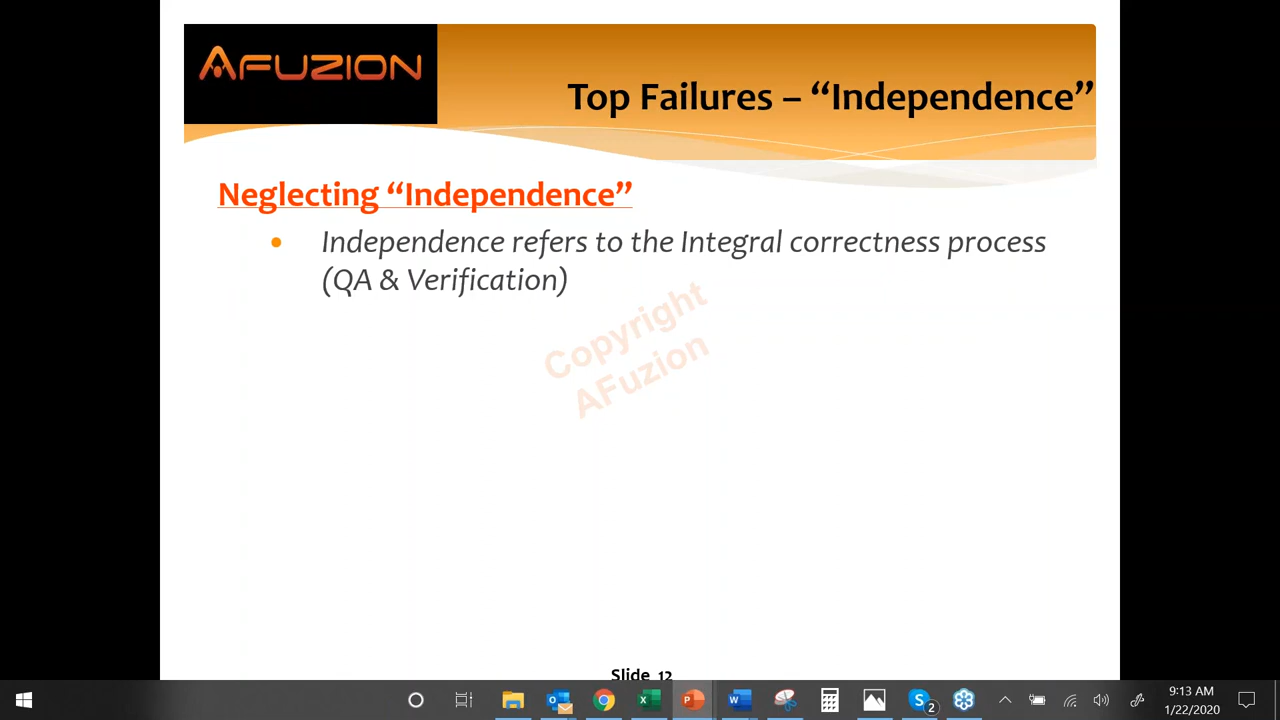 AFUZION
Top Failures – “Independence”
Neglecting “Independence”
• Independence refers to the Integral correctness process
(QA & Verification)
Copyright
AFuzion
Slide 12
2
9:13 AM
1/22/2020